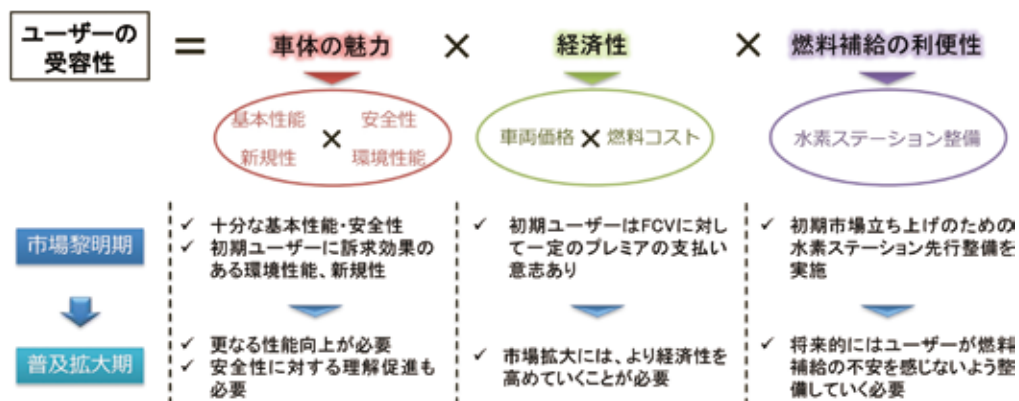 ユーザーの
受容性
=
車体の魅力
×
経済性
×
燃料補給の利便性
基本性能
安全性
×
新規性
環境性能
車両価格 × 燃料コスト
水素ステーション整備
市場黎明期
✓ 十分な基本性能・安全性
✓ 初期ユーザーに訴求効果の
ある環境性能、新規性
✓ 初期ユーザーはFCVに対し
て一定のプレミアの支払い
意志あり
✓ 初期市場立ち上げのための
水素ステーション先行整備を
実施
普及拡大期
✓ 更なる性能向上が必要
✓ 安全性に対する理解促進も
必要
✓ 市場拡大には、より経済性を
高めていくことが必要
✓ 将来的にはユーザーが燃料
補給の不安を感じないよう整
備していく必要